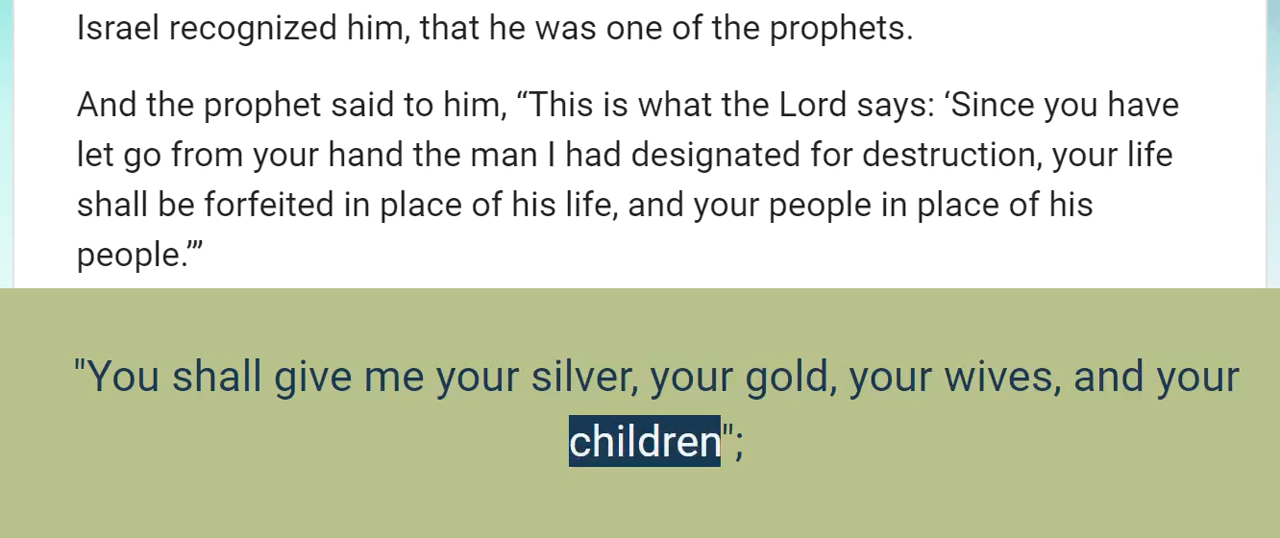 Israel recognized him, that he was one of the prophets.
And the prophet said to him, “This is what the Lord says: ‘Since you have
let go from your hand the man I had designated for destruction, your life
shall be forfeited in place of his life, and your people in place of his
people.’”
"You shall give me your silver, your gold, your wives, and your
children";